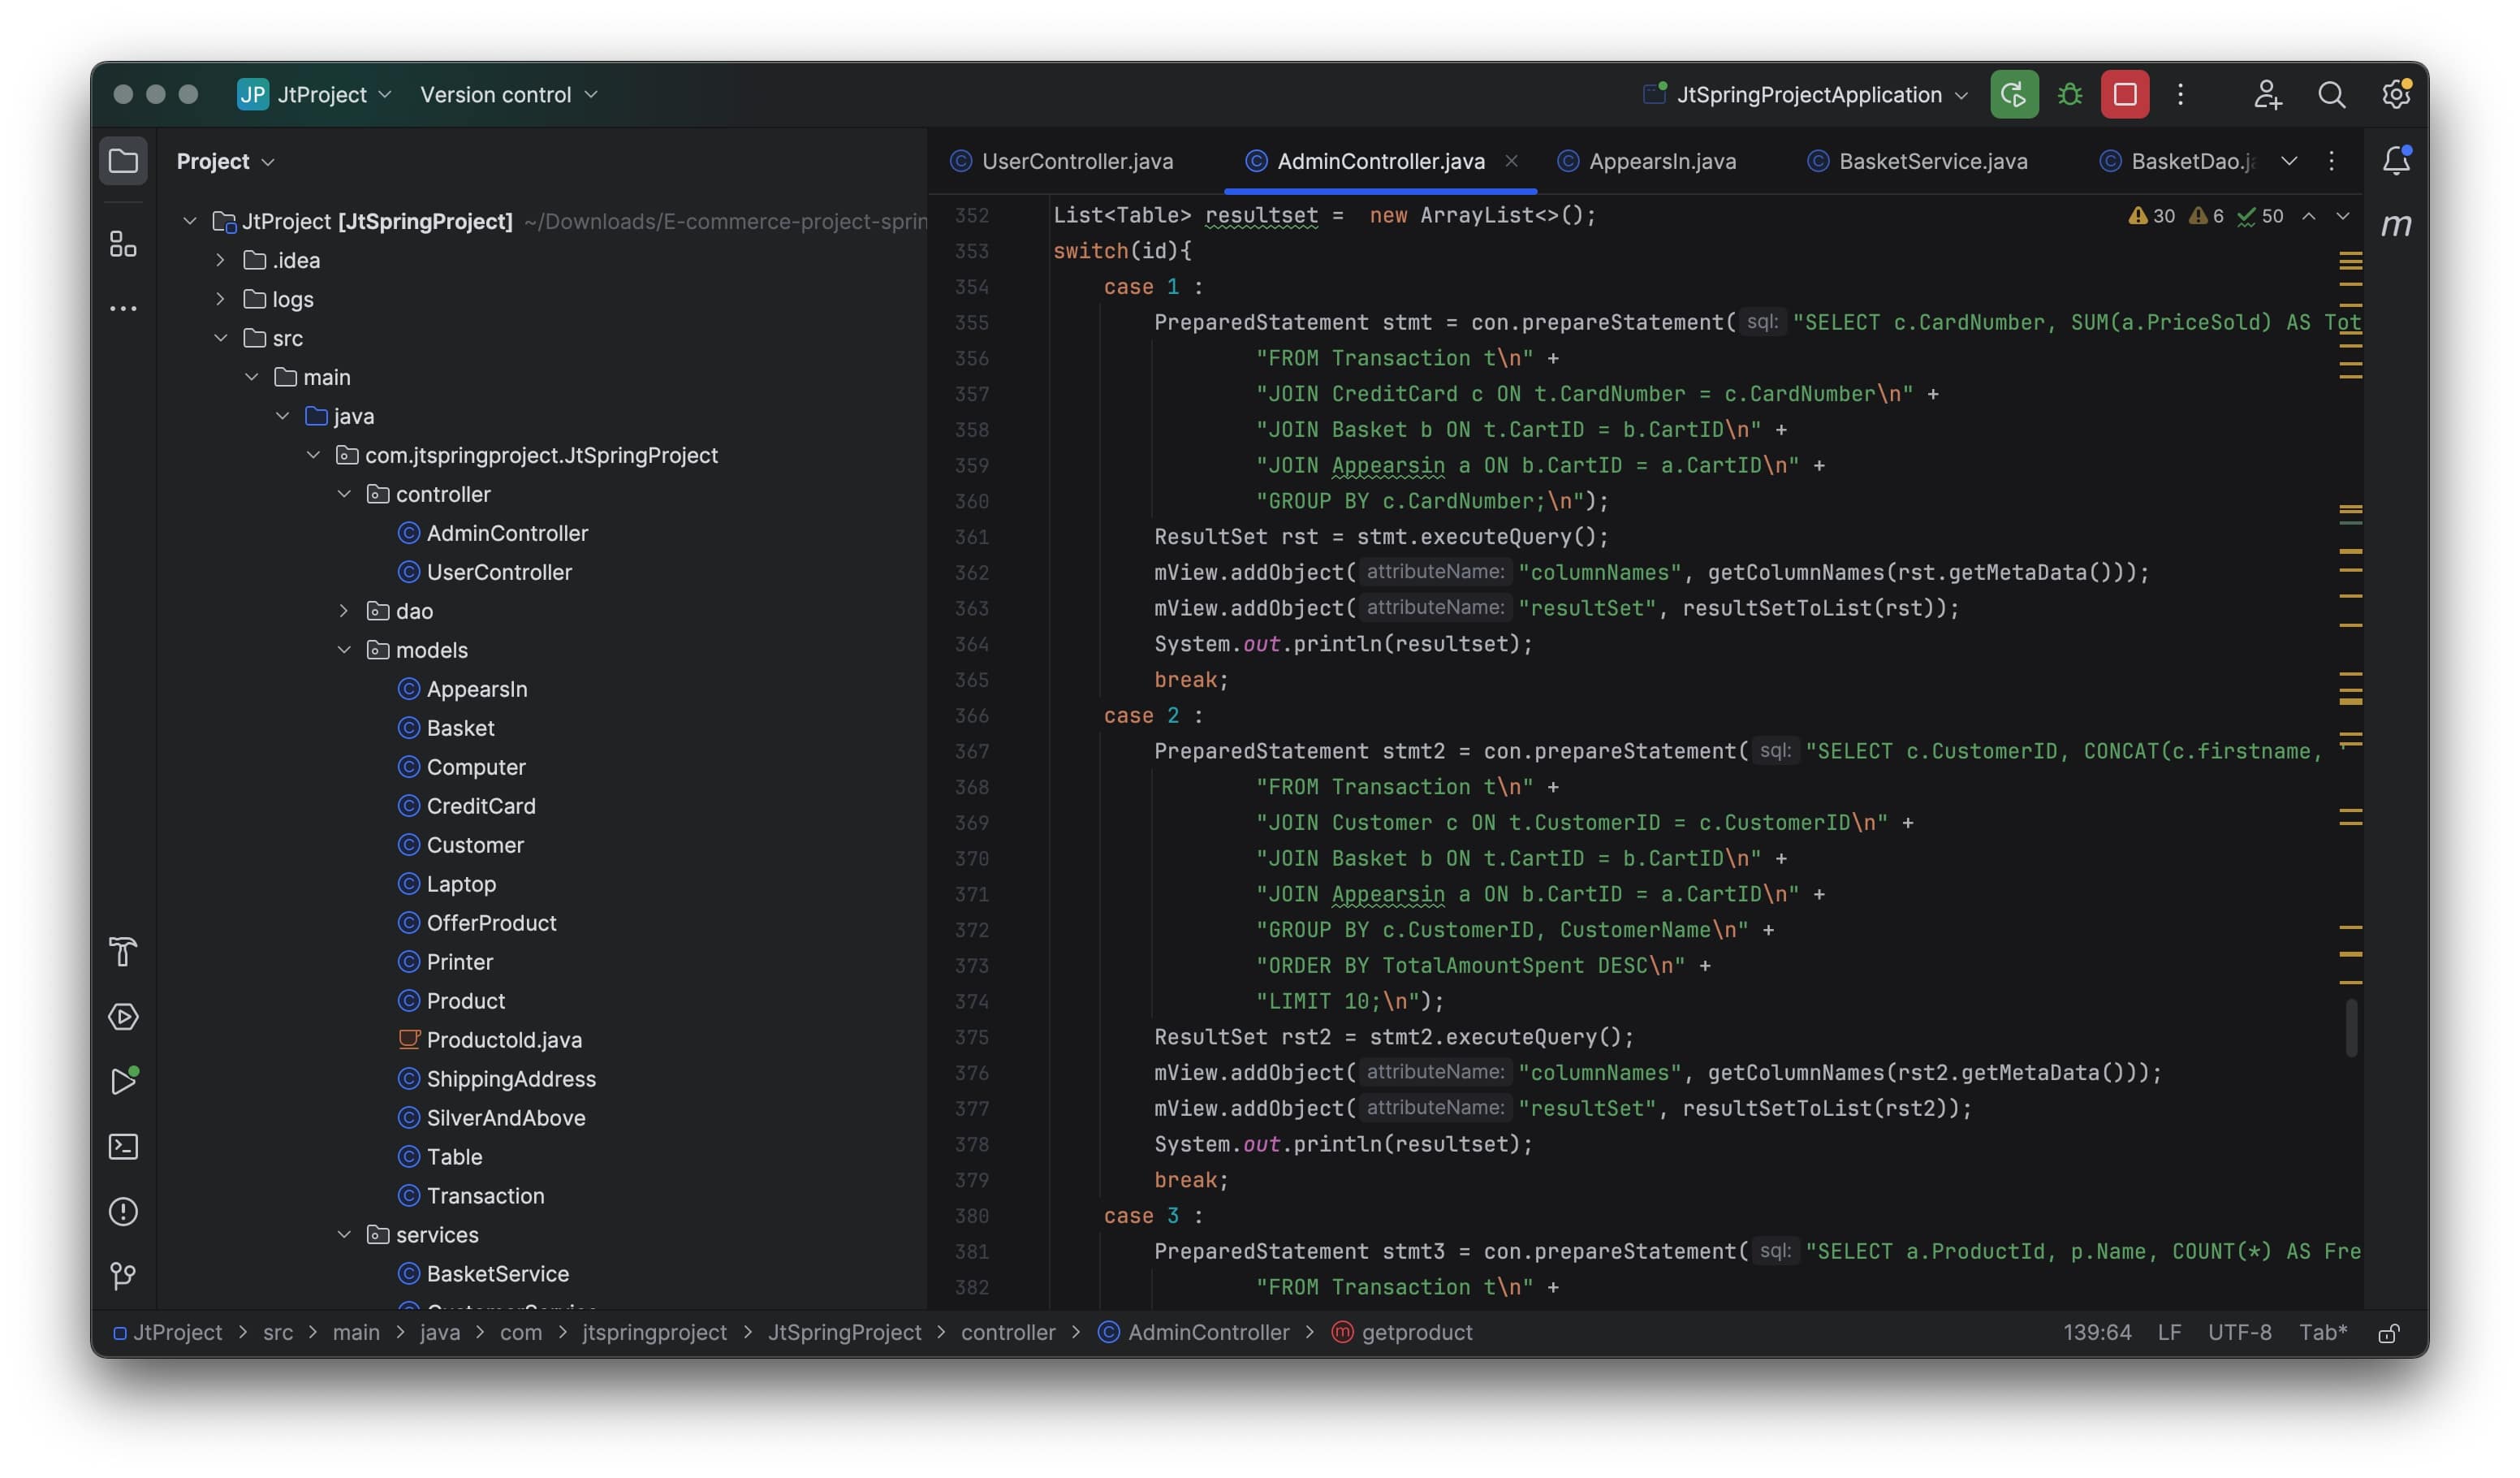 JP JtProject Version control JtSpringProjectApplication
Project
JtProject [JtSpringProject] ~/Downloads/E-commerce-project-sprin
.idea
logs
src
main
java
com.jtspringproject.JtSpringProject
controller
AdminController
UserController
dao
models
AppearsIn
Basket
Computer
CreditCard
Customer
Laptop
OfferProduct
Printer
Product
Productold.java
ShippingAddress
SilverAndAbove
Table
Transaction
services
BasketService
UserController.java AdminController.java AppearsIn.java BasketService.java BasketDao.ja
30 6 50
m
352 List<Table> resultset =  new ArrayList<>();
353 switch(id){
354 case 1 :
355 PreparedStatement stmt = con.prepareStatement( sql: "SELECT c.CardNumber, SUM(a.PriceSold) AS Tot
356 "FROM Transaction t\n" +
357 "JOIN CreditCard c ON t.CardNumber = c.CardNumber\n" +
358 "JOIN Basket b ON t.CartID = b.CartID\n" +
359 "JOIN Appearsin a ON b.CartID = a.CartID\n" +
360 "GROUP BY c.CardNumber;\n");
361 ResultSet rst = stmt.executeQuery();
362 mView.addObject( attributeName: "columnNames", getColumnNames(rst.getMetaData()));
363 mView.addObject( attributeName: "resultSet", resultSetToList(rst));
364 System.out.println(resultset);
365 break;
366 case 2 :
367 PreparedStatement stmt2 = con.prepareStatement( sql: "SELECT c.CustomerID, CONCAT(c.firstname, '
368 "FROM Transaction t\n" +
369 "JOIN Customer c ON t.CustomerID = c.CustomerID\n" +
370 "JOIN Basket b ON t.CartID = b.CartID\n" +
371 "JOIN Appearsin a ON b.CartID = a.CartID\n" +
372 "GROUP BY c.CustomerID, CustomerName\n" +
373 "ORDER BY TotalAmountSpent DESC\n" +
374 "LIMIT 10;\n");
375 ResultSet rst2 = stmt2.executeQuery();
376 mView.addObject( attributeName: "columnNames", getColumnNames(rst2.getMetaData()));
377 mView.addObject( attributeName: "resultSet", resultSetToList(rst2));
378 System.out.println(resultset);
379 break;
380 case 3 :
381 PreparedStatement stmt3 = con.prepareStatement( sql: "SELECT a.ProductId, p.Name, COUNT(*) AS Fre
382 "FROM Transaction t\n" +
JtProject > src > main > java > com > jtspringproject > JtSpringProject > controller > AdminController > getproduct 139:64 LF UTF-8 Tab*